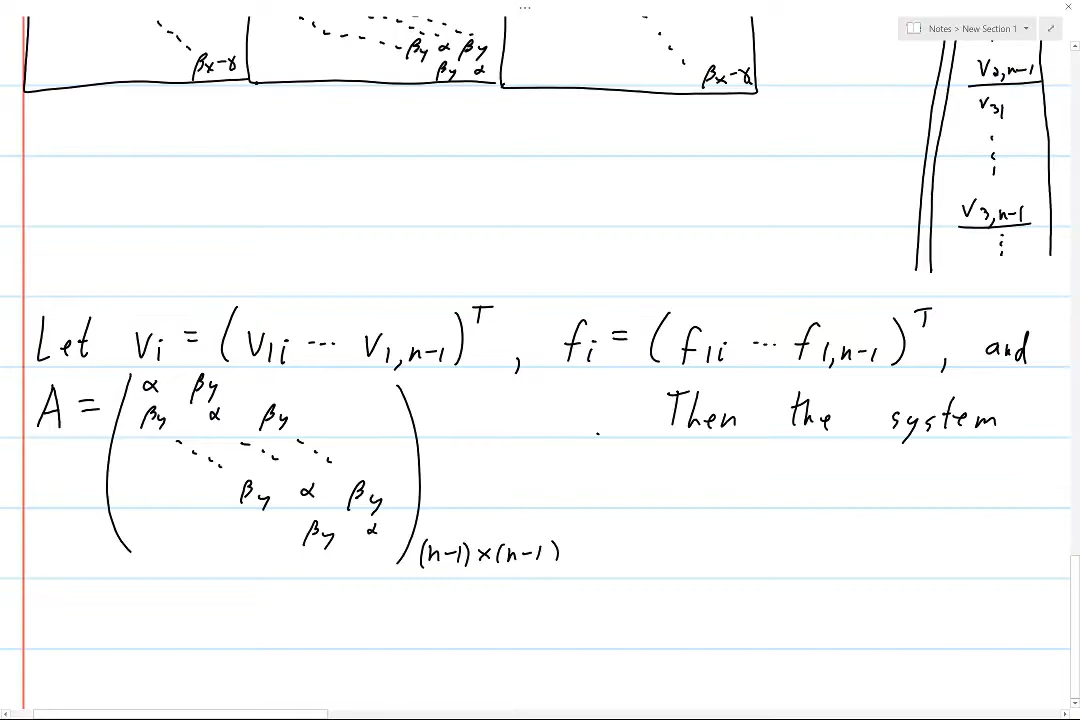 Notes > New Section 1
βx-γ
βy α βy
βy α
βx-γ
V2,n-1
V31
V3,n-1
Let vi = (V1i ... V1,n-1)^T, fi = (f1i ... f1,n-1)^T, and
A = ( α βy
βy α βy
βy α βy
βy α )(n-1)×(n-1) . Then the system